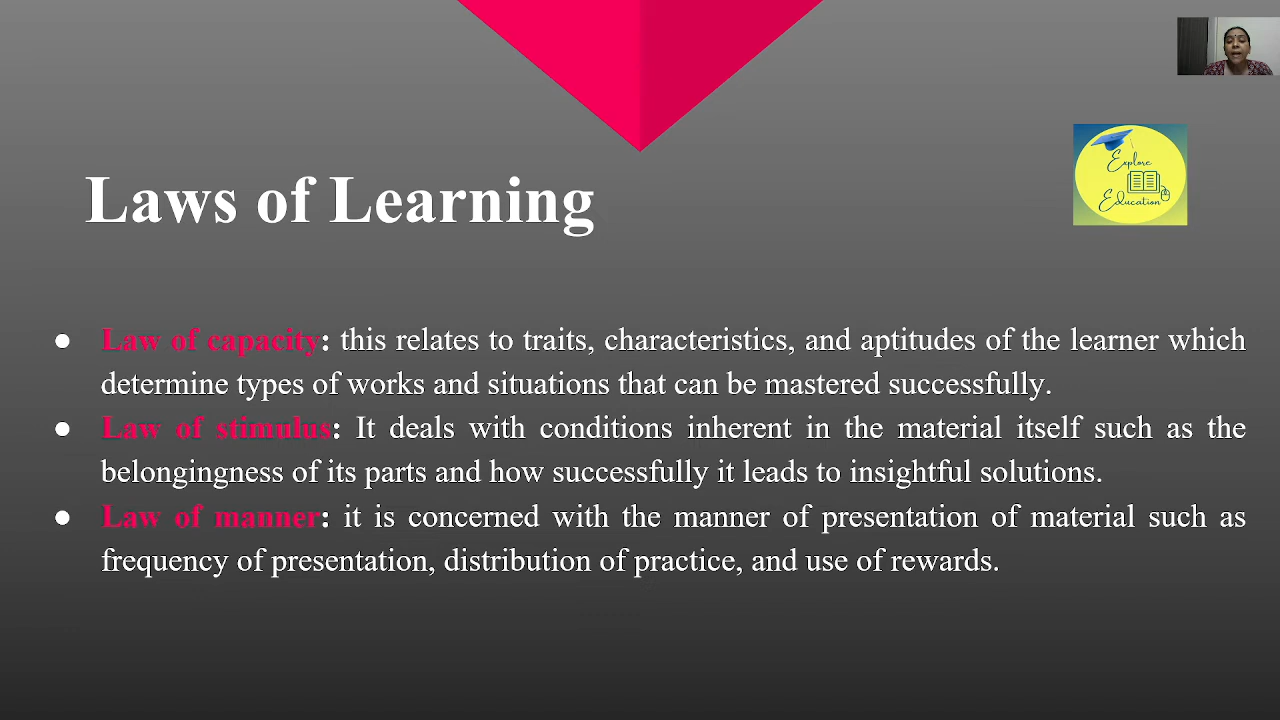 Explore
Education
Laws of Learning
● Law of capacity: this relates to traits, characteristics, and aptitudes of the learner which
determine types of works and situations that can be mastered successfully.
● Law of stimulus: It deals with conditions inherent in the material itself such as the
belongingness of its parts and how successfully it leads to insightful solutions.
● Law of manner: it is concerned with the manner of presentation of material such as
frequency of presentation, distribution of practice, and use of rewards.